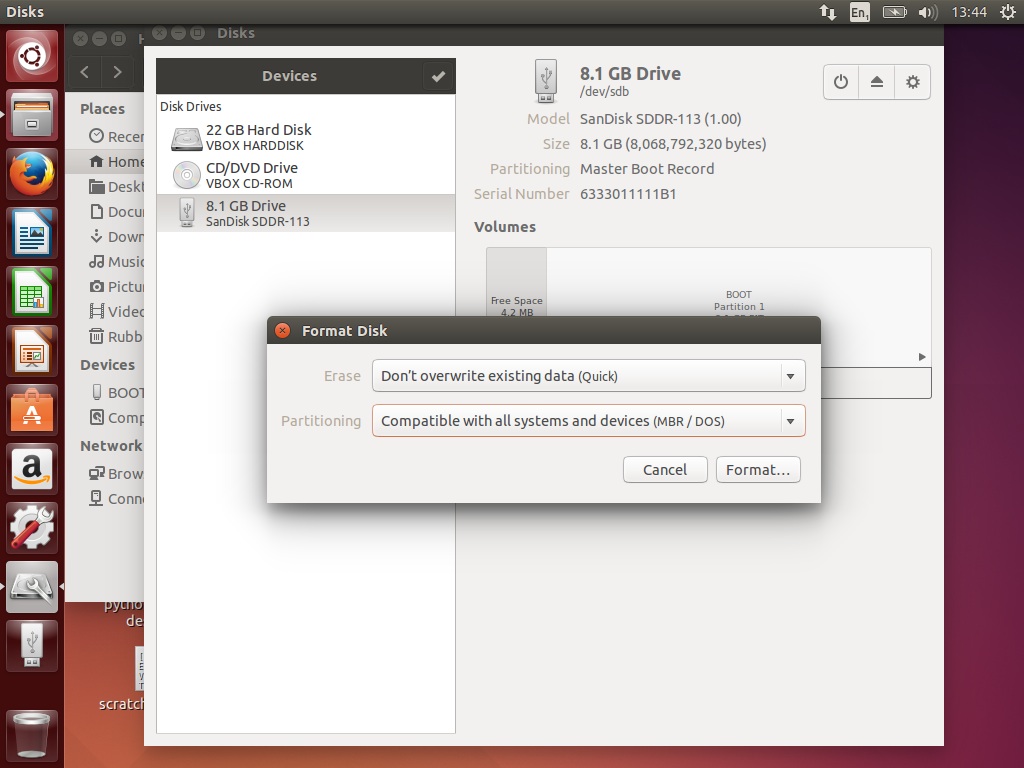 Disks
En1
13:44
Disks
Places
Recen
Home
Deskt
Docu
Down
Music
Pictu
Video
Rubb
Devices
BOOT
Comp
Network
Brow
Conn
Devices
Disk Drives
22 GB Hard Disk
VBOX HARDDISK
CD/DVD Drive
VBOX CD-ROM
8.1 GB Drive
SanDisk SDDR-113
8.1 GB Drive
/dev/sdb
Model SanDisk SDDR-113 (1.00)
Size 8.1 GB (8,068,792,320 bytes)
Partitioning Master Boot Record
Serial Number 6333011111B1
Volumes
Free Space
4.2 MB
BOOT
Partition 1
Format Disk
Erase Don't overwrite existing data (Quick)
Partitioning Compatible with all systems and devices (MBR / DOS)
Cancel Format…
pytho
de
scratch